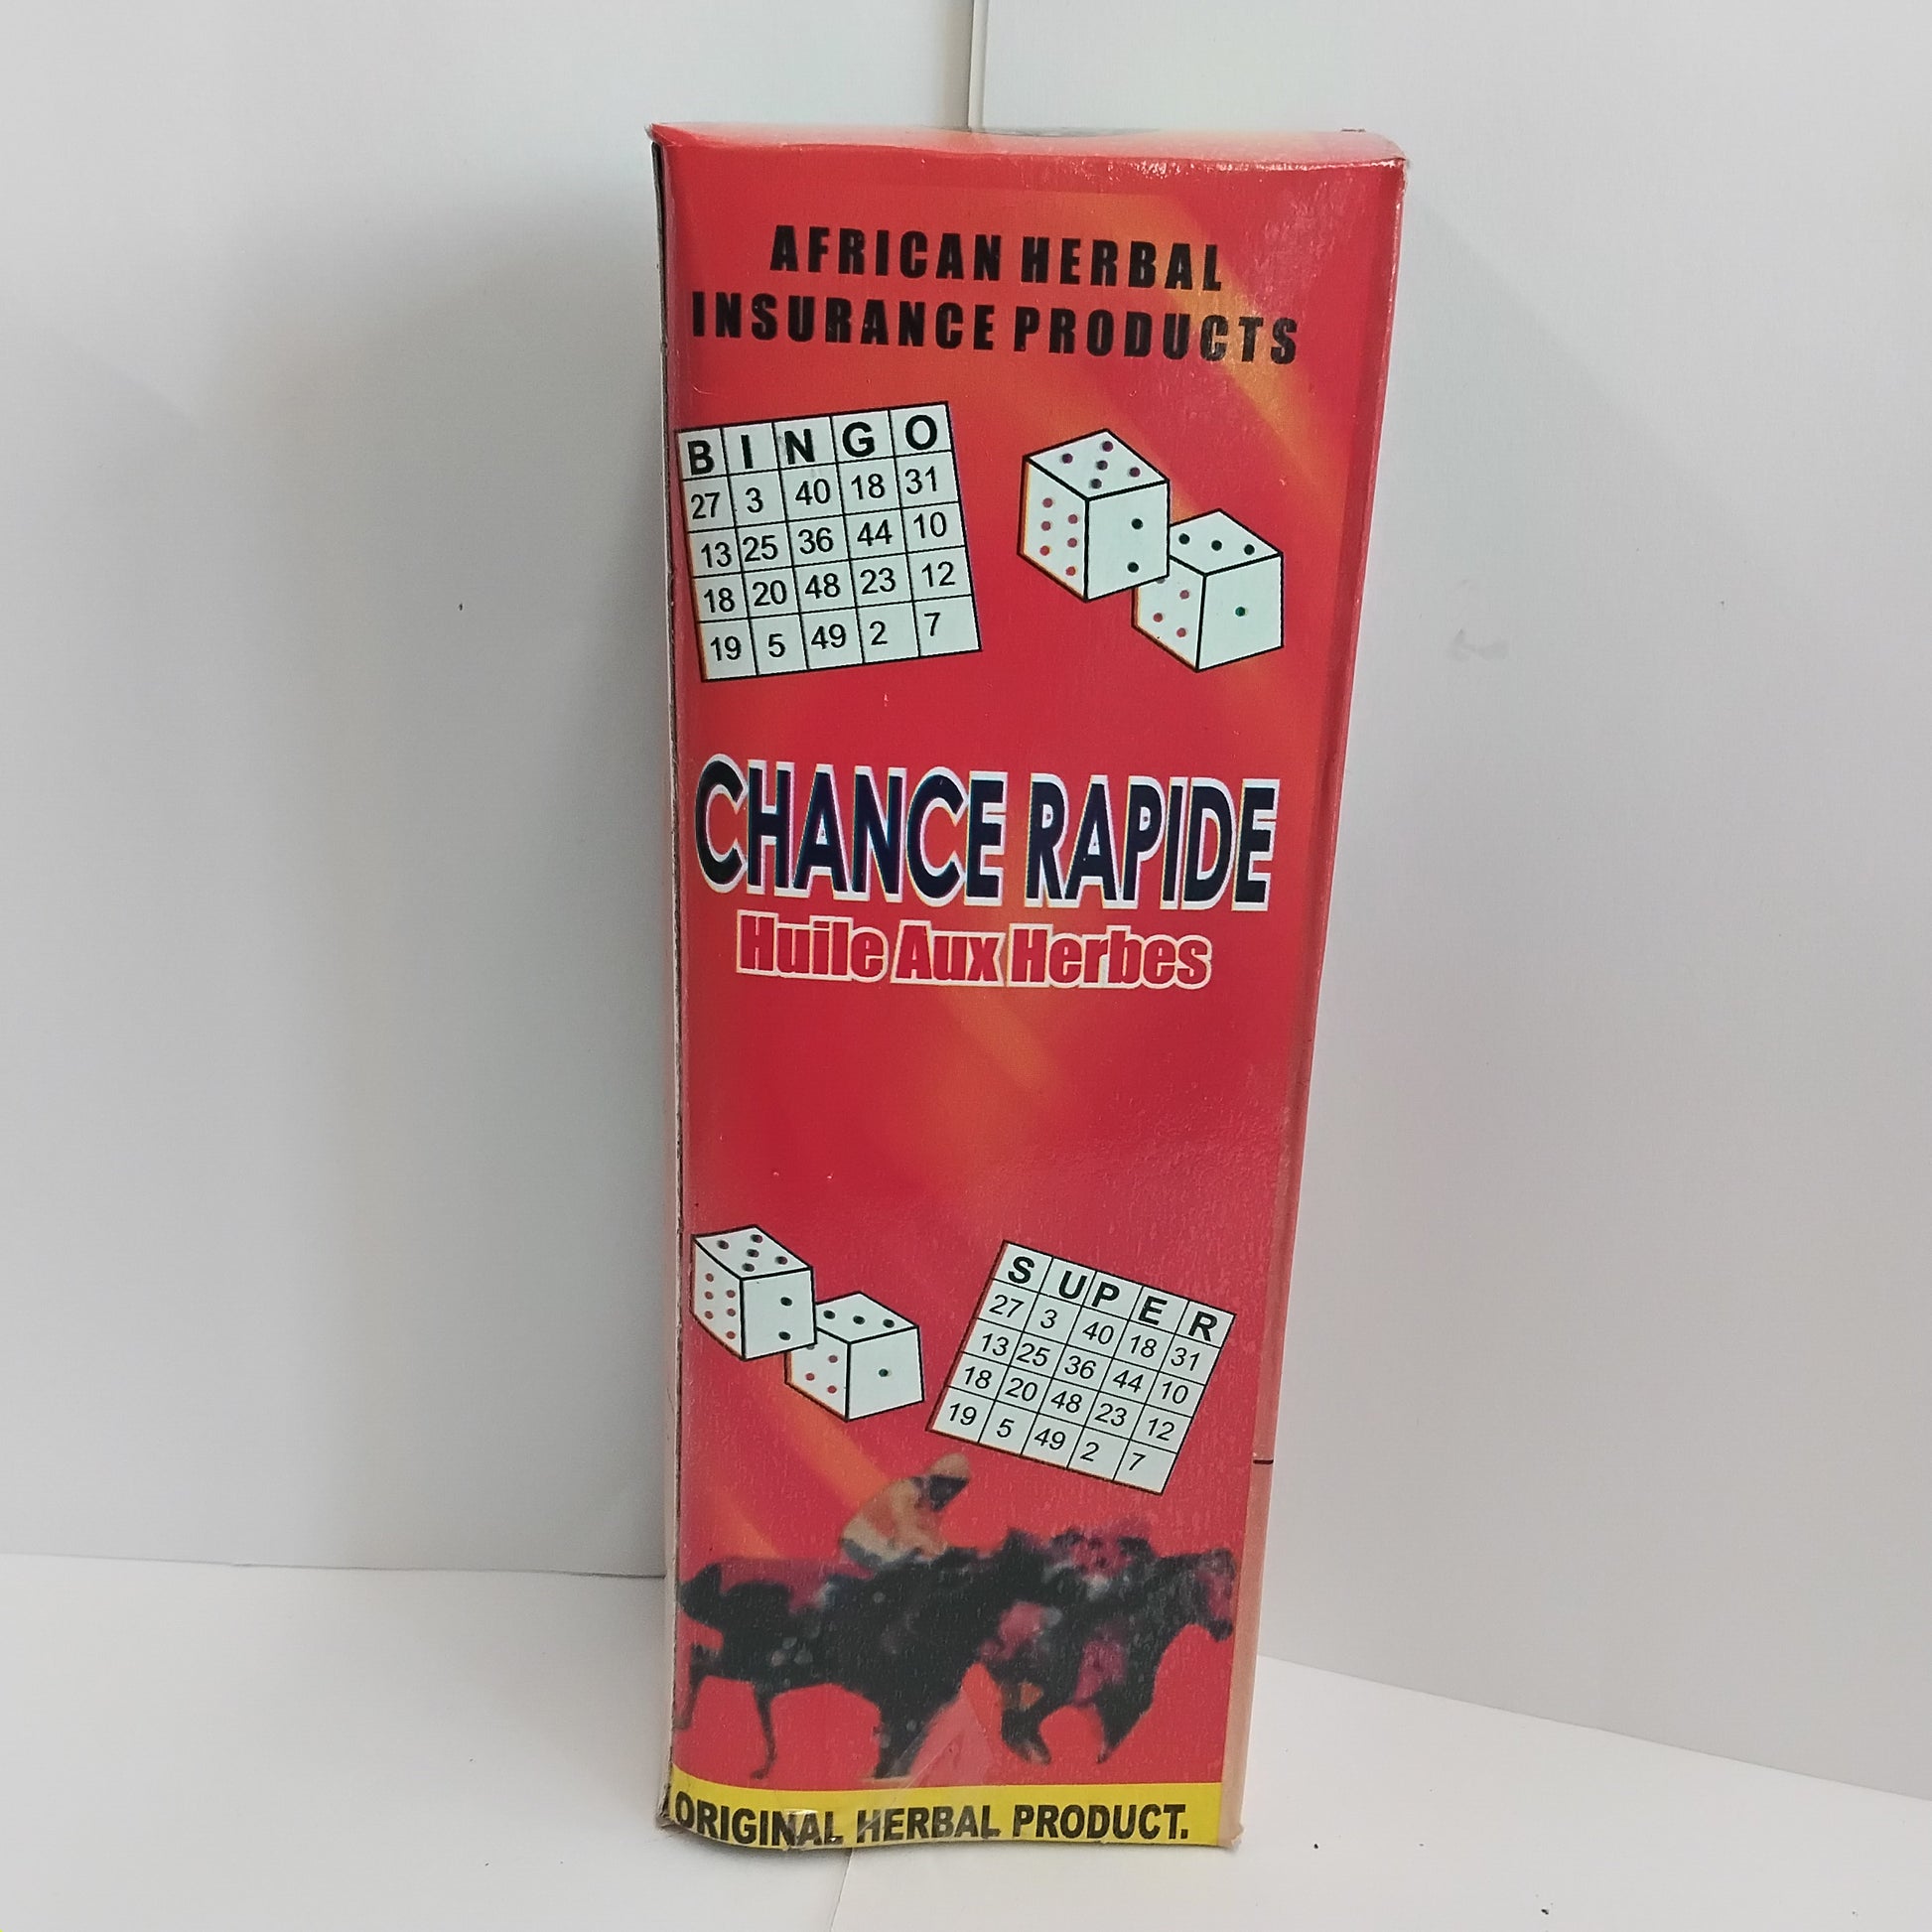 AFRICAN HERBAL
INSURANCE PRODUCTS
B I N G O
27 3 40 18 31
13 25 36 44 10
18 20 48 23 12
19 5 49 2 7
CHANCE RAPIDE
Huile Aux Herbes
S U P E R
27 3 40 18 31
13 25 36 44 10
18 20 48 23 12
19 5 49 2 7
ORIGINAL HERBAL PRODUCT.